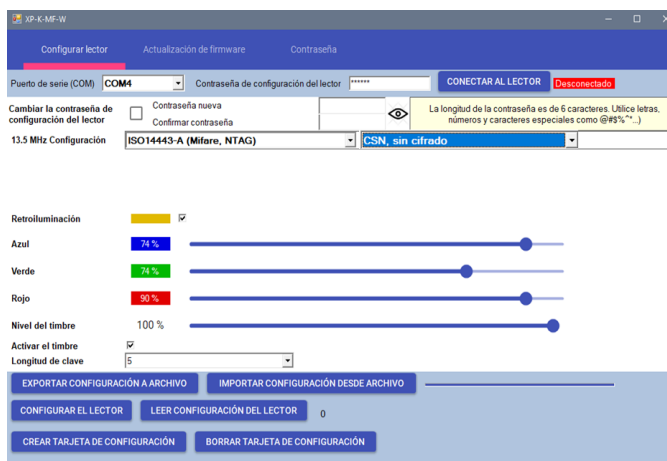 XP-K-MF-W
Configurar lector Actualización de firmware Contraseña
Puerto de serie (COM) COM4 Contraseña de configuración del lector ****** CONECTAR AL LECTOR Desconectado
Cambiar la contraseña de configuración del lector
Contraseña nueva
Confirmar contraseña
La longitud de la contraseña es de 6 caracteres. Utilice letras,
números y caracteres especiales como @#$%^*...)
13.5 MHz Configuración ISO14443-A (Mifare, NTAG) CSN, sin cifrado
Retroiluminación
Azul 74 %
Verde 74 %
Rojo 90 %
Nivel del timbre 100 %
Activar el timbre
Longitud de clave 5
EXPORTAR CONFIGURACIÓN A ARCHIVO IMPORTAR CONFIGURACIÓN DESDE ARCHIVO
CONFIGURAR EL LECTOR LEER CONFIGURACIÓN DEL LECTOR 0
CREAR TARJETA DE CONFIGURACIÓN BORRAR TARJETA DE CONFIGURACIÓN